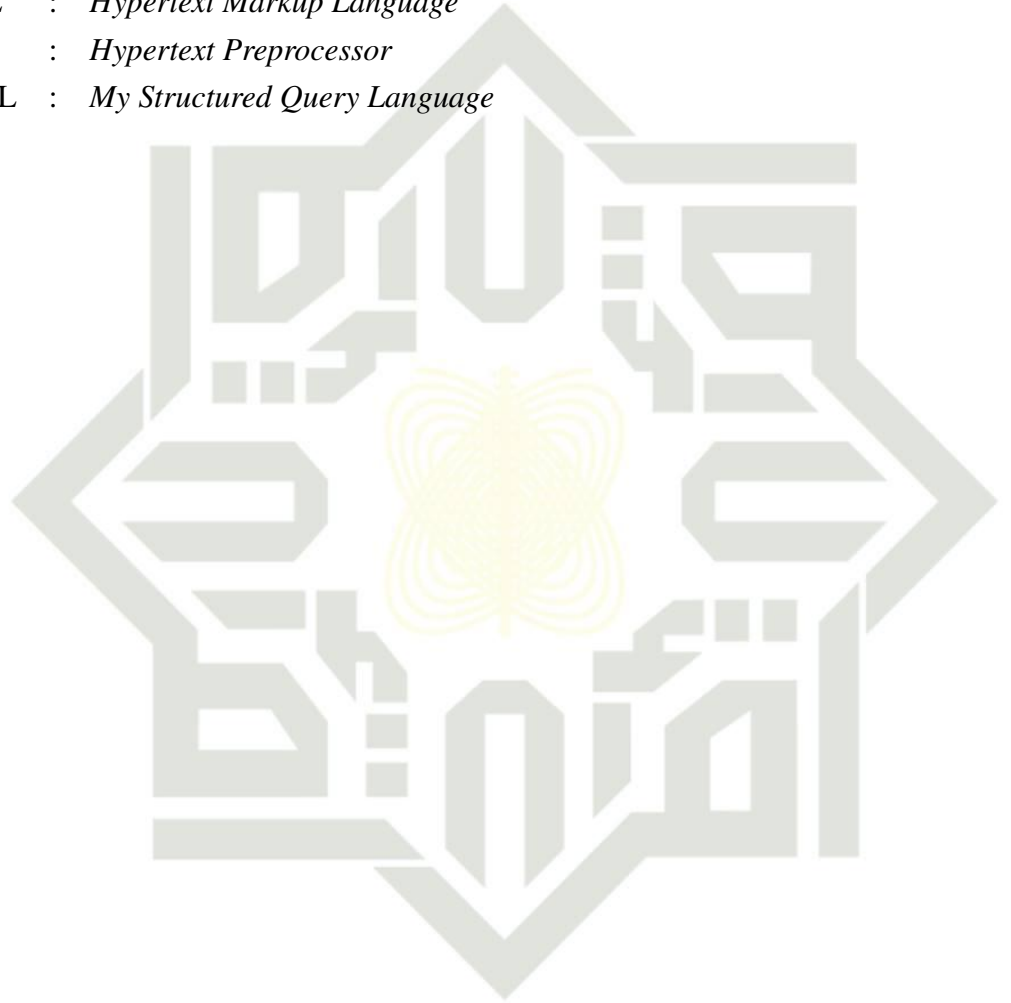 : Hypertext Markup Language
: Hypertext Preprocessor
L : My Structured Query Language